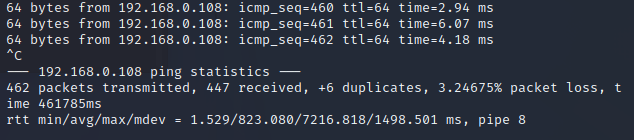 64 bytes from 192.168.0.108: icmp_seq=460 ttl=64 time=2.94 ms
64 bytes from 192.168.0.108: icmp_seq=461 ttl=64 time=6.07 ms
64 bytes from 192.168.0.108: icmp_seq=462 ttl=64 time=4.18 ms
^C
--- 192.168.0.108 ping statistics ---
462 packets transmitted, 447 received, +6 duplicates, 3.24675% packet loss, t
ime 461785ms
rtt min/avg/max/mdev = 1.529/823.080/7216.818/1498.501 ms, pipe 8